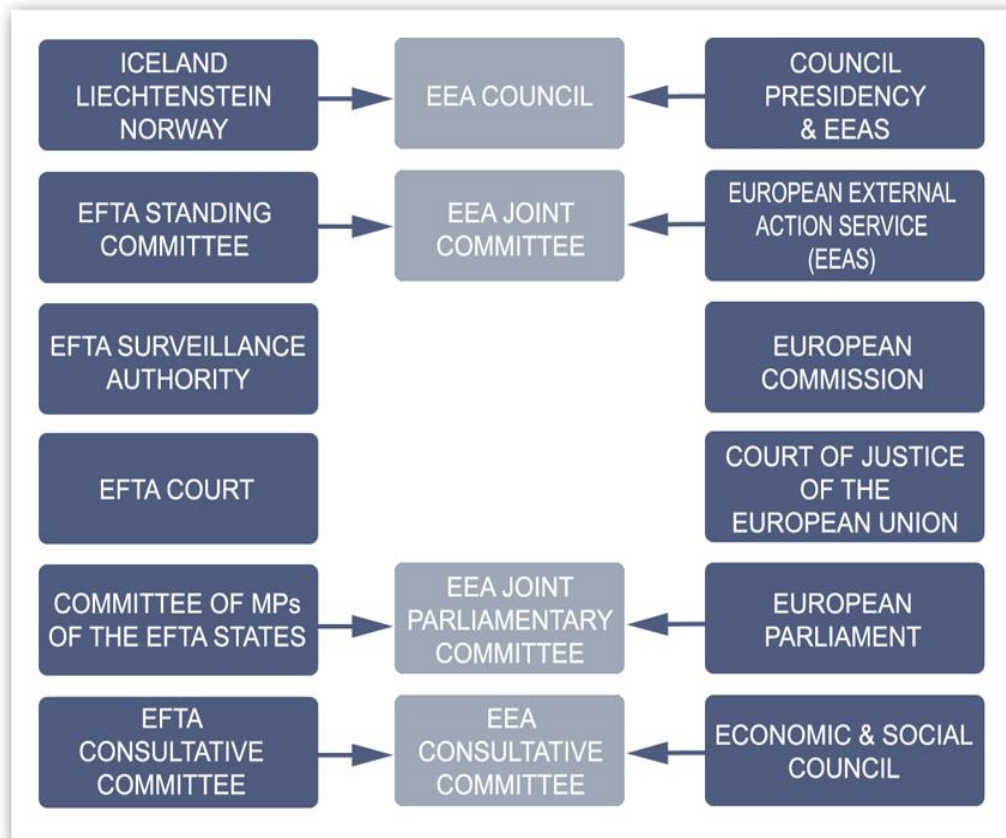 ICELAND
LIECHTENSTEIN
NORWAY
EEA COUNCIL
COUNCIL
PRESIDENCY
& EEAS
EFTA STANDING
COMMITTEE
EEA JOINT
COMMITTEE
EUROPEAN EXTERNAL
ACTION SERVICE
(EEAS)
EFTA SURVEILLANCE
AUTHORITY
EUROPEAN
COMMISSION
EFTA COURT
COURT OF JUSTICE
OF THE
EUROPEAN UNION
COMMITTEE OF MPs
OF THE EFTA STATES
EEA JOINT
PARLIAMENTARY
COMMITTEE
EUROPEAN
PARLIAMENT
EFTA
CONSULTATIVE
COMMITTEE
EEA
CONSULTATIVE
COMMITTEE
ECONOMIC & SOCIAL
COUNCIL